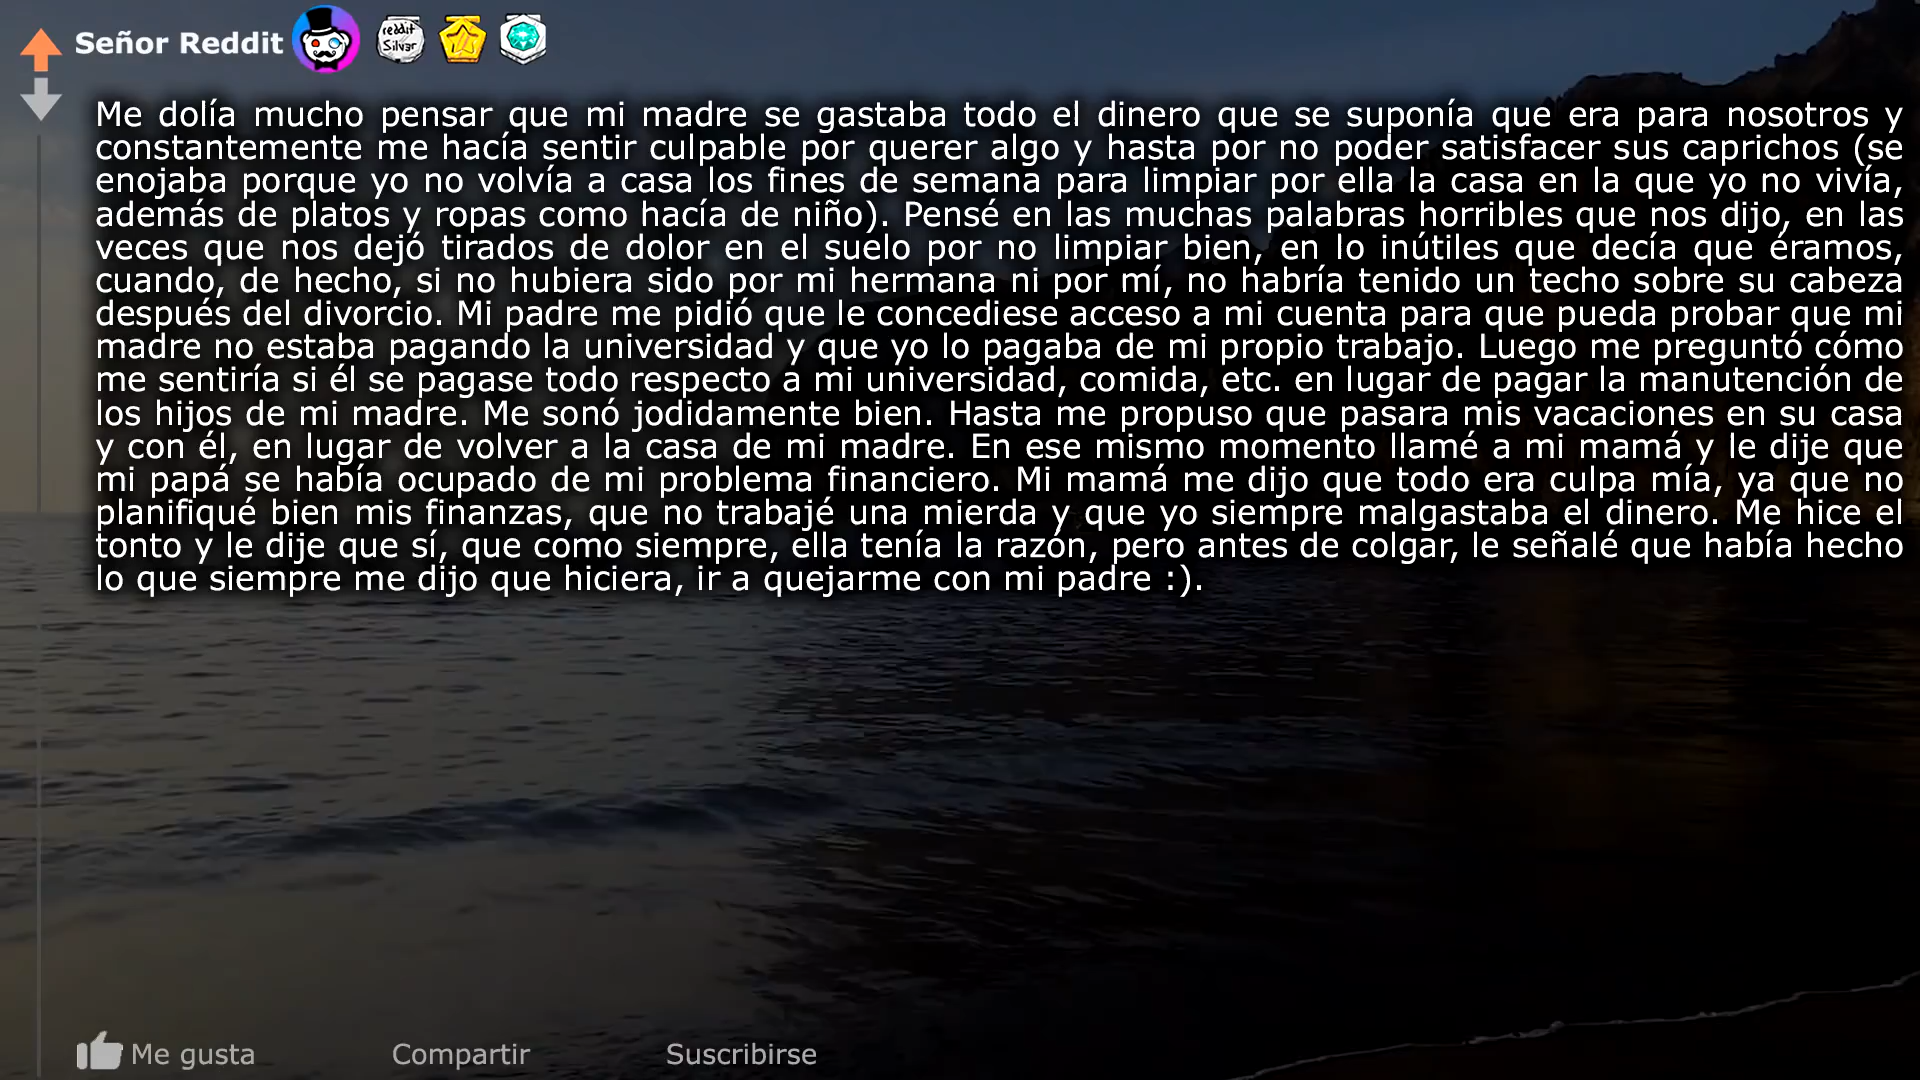 Señor Reddit
reddit
Silver
Me dolía mucho pensar que mi madre se gastaba todo el dinero que se suponía que era para nosotros y
constantemente me hacía sentir culpable por querer algo y hasta por no poder satisfacer sus caprichos (se
enojaba porque yo no volvía a casa los fines de semana para limpiar por ella la casa en la que yo no vivía,
además de platos y ropas como hacía de niño). Pensé en las muchas palabras horribles que nos dijo, en las
veces que nos dejó tirados de dolor en el suelo por no limpiar bien, en lo inútiles que decía que éramos,
cuando, de hecho, si no hubiera sido por mi hermana ni por mí, no habría tenido un techo sobre su cabeza
después del divorcio. Mi padre me pidió que le concediese acceso a mi cuenta para que pueda probar que mi
madre no estaba pagando la universidad y que yo lo pagaba de mi propio trabajo. Luego me preguntó cómo
me sentiría si él se pagase todo respecto a mi universidad, comida, etc. en lugar de pagar la manutención de
los hijos de mi madre. Me sonó jodidamente bien. Hasta me propuso que pasara mis vacaciones en su casa
y con él, en lugar de volver a la casa de mi madre. En ese mismo momento llamé a mi mamá y le dije que
mi papá se había ocupado de mi problema financiero. Mi mamá me dijo que todo era culpa mía, ya que no
planifiqué bien mis finanzas, que no trabajé una mierda y que yo siempre malgastaba el dinero. Me hice el
tonto y le dije que sí, que como siempre, ella tenía la razón, pero antes de colgar, le señalé que había hecho
lo que siempre me dijo que hiciera, ir a quejarme con mi padre :).
Me gusta
Compartir
Suscribirse